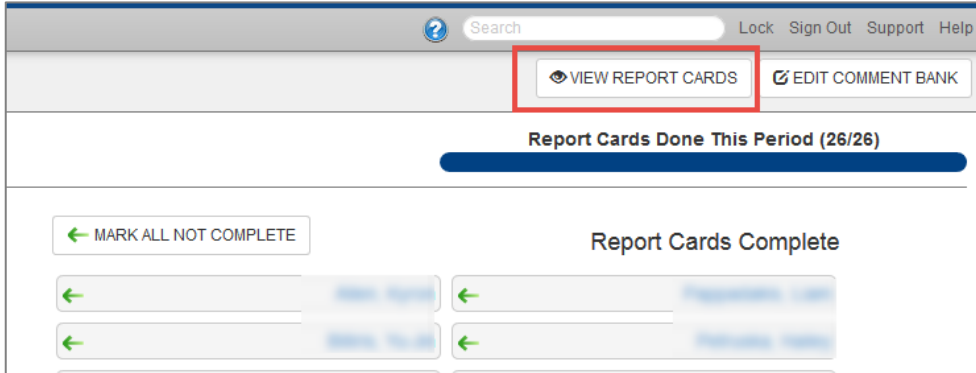 Search Lock Sign Out Support Help
VIEW REPORT CARDS EDIT COMMENT BANK
Report Cards Done This Period (26/26)
MARK ALL NOT COMPLETE
Report Cards Complete